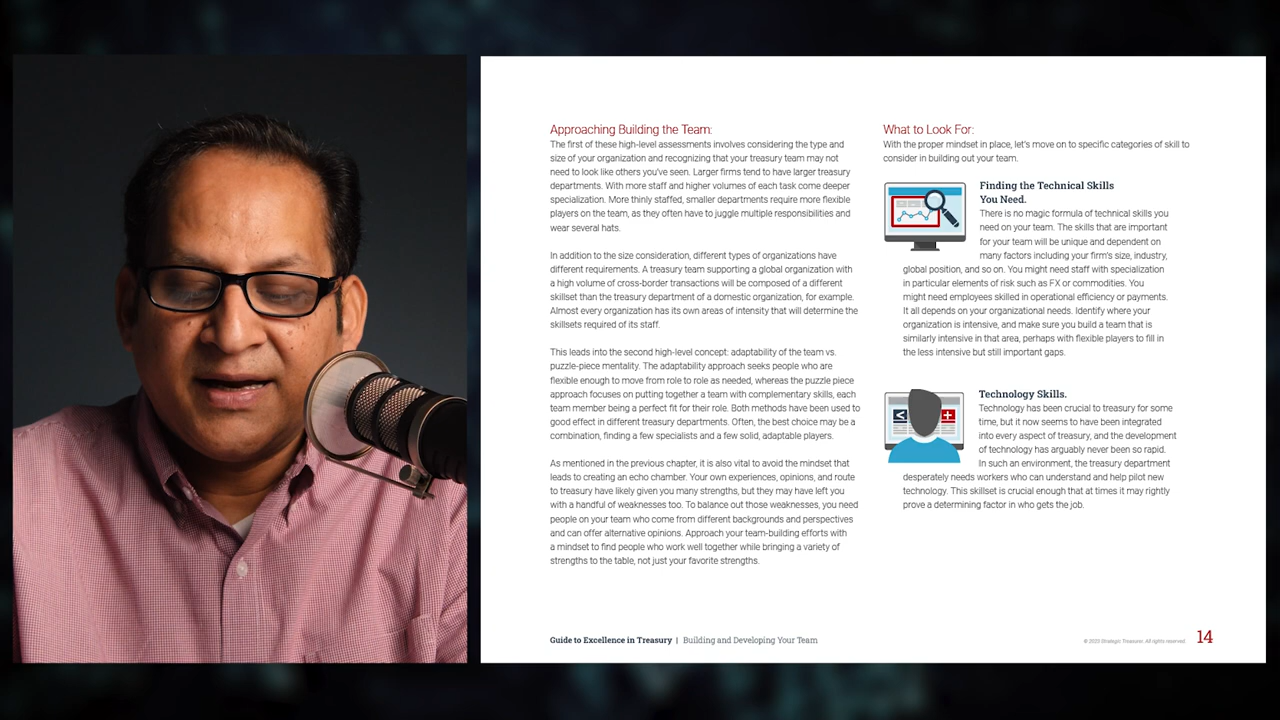 Approaching Building the Team:
The first of these high-level assessments involves considering the type and
size of your organization and recognizing that your treasury team may not
need to look like others you've seen. Larger firms tend to have larger treasury
departments. With more staff and higher volumes of each task come deeper
specialization. More thinly staffed, smaller departments require more flexible
players on the team, as they often have to juggle multiple responsibilities and
wear several hats.
In addition to the size consideration, different types of organizations have
different requirements. A treasury team supporting a global organization with
a high volume of cross-border transactions will be composed of a different
skillset than the treasury department of a domestic organization, for example.
Almost every organization has its own areas of intensity that will determine the
skillsets required of its staff.
This leads into the second high-level concept: adaptability of the team vs.
puzzle-piece mentality. The adaptability approach seeks people who are
flexible enough to move from role to role as needed, whereas the puzzle piece
approach focuses on putting together a team with complementary skills, each
team member being a perfect fit for their role. Both methods have been used to
good effect in different treasury departments. Often, the best choice may be a
combination, finding a few specialists and a few solid, adaptable players.
As mentioned in the previous chapter, it is also vital to avoid the mindset that
leads to creating an echo chamber. Your own experiences, opinions, and route
to treasury have likely given you many strengths, but they may have left you
with a handful of weaknesses too. To balance out those weaknesses, you need
people on your team who come from different backgrounds and perspectives
and can offer alternative opinions. Approach your team-building efforts with
a mindset to find people who work well together while bringing a variety of
strengths to the table, not just your favorite strengths.
What to Look For:
With the proper mindset in place, let's move on to specific categories of skill to
consider in building out your team.
Finding the Technical Skills
You Need.
There is no magic formula of technical skills you
need on your team. The skills that are important
for your team will be unique and dependent on
many factors including your firm's size, industry,
global position, and so on. You might need staff with specialization
in particular elements of risk such as FX or commodities. You
might need employees skilled in operational efficiency or payments.
It all depends on your organizational needs. Identify where your
organization is intensive, and make sure you build a team that is
similarly intensive in that area, perhaps with flexible players to fill in
the less intensive but still important gaps.
Technology Skills.
Technology has been crucial to treasury for some
time, but it now seems to have been integrated
into every aspect of treasury, and the development
of technology has arguably never been so rapid.
In such an environment, the treasury department
desperately needs workers who can understand and help pilot new
technology. This skillset is crucial enough that at times it may rightly
prove a determining factor in who gets the job.
Guide to Excellence in Treasury | Building and Developing Your Team
© 2025 Strategic Treasurer. All rights reserved. 14